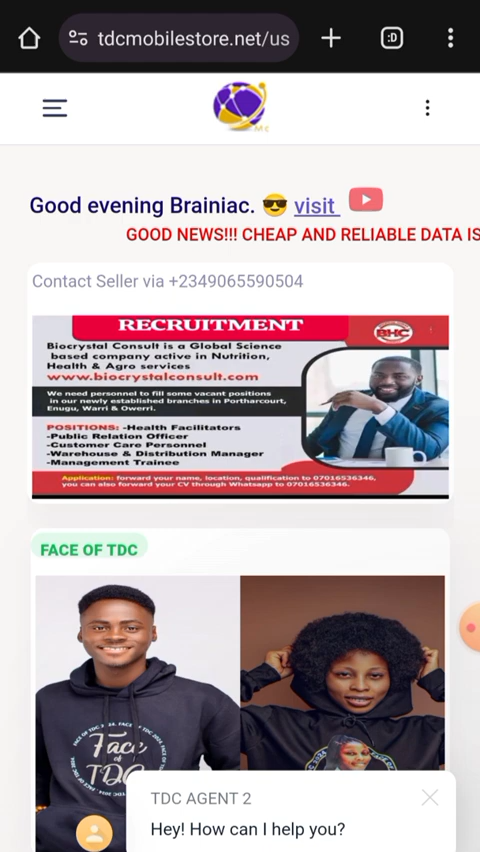 tdcmobilestore.net/us
:D
Mc
Good evening Brainiac. 😎 visit
GOOD NEWS!!! CHEAP AND RELIABLE DATA IS
Contact Seller via +2349065590504
RECRUITMENT
BHC
Biocrystal Consult is a Global Science
based company active in Nutrition,
Health & Agro services
www.biocrystalconsult.com
We need personnel to fill some vacant positions
in our newly established branches in Portharcourt,
Enugu, Warri & Owerri.
POSITIONS: -Health Facilitators
-Public Relation Officer
-Customer Care Personnel
-Warehouse & Distribution Manager
-Management Trainee
Application: forward your name, location, qualification to 07016536346,
you can also forward your CV through Whatsapp to 07016536346.
FACE OF TDC
Face
of
TDC
TDC AGENT 2
Hey! How can I help you?